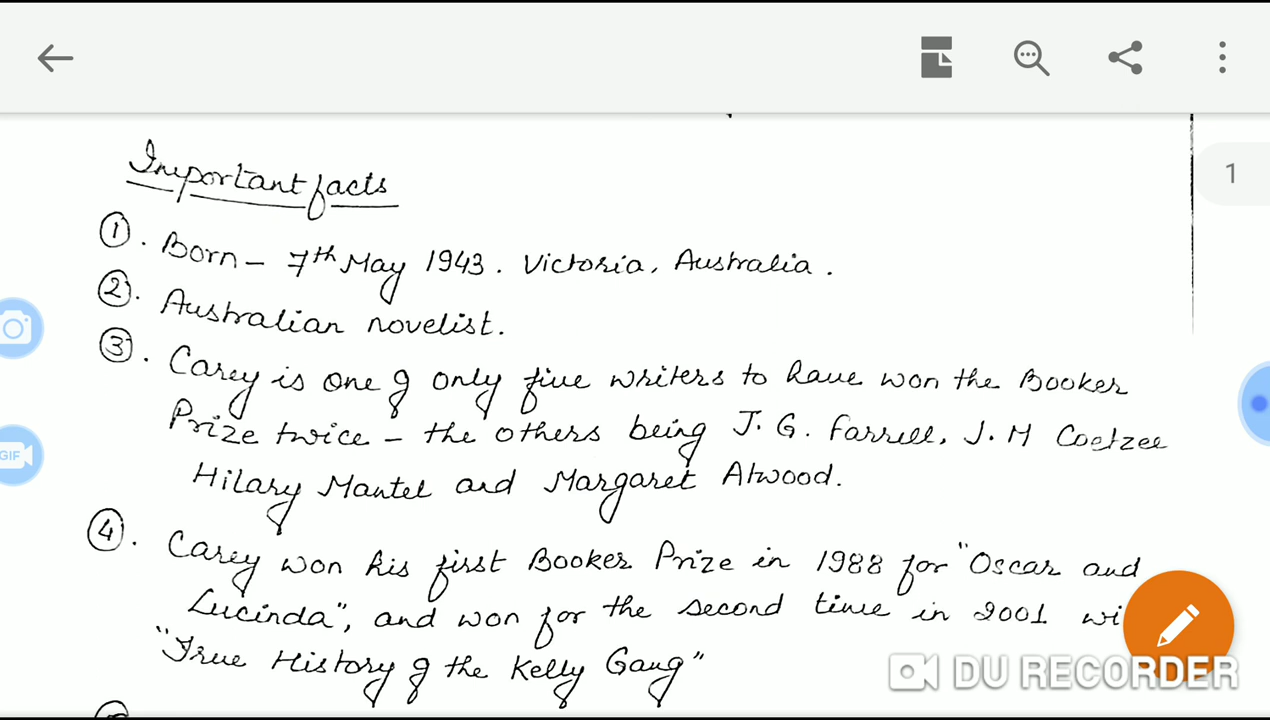 1
Important facts
①. Born - 7th May 1943. Victoria, Australia.
②. Australian novelist.
③. Carey is one of only five writers to have won the Booker
Prize twice - the others being J. G. Farrell, J. M Coetzee
Hilary Mantel and Margaret Atwood.
④. Carey won his first Booker Prize in 1988 for "Oscar and
Lucinda", and won for the second time in 2001 wi
"True History of the Kelly Gang"
GIF
DU RECORDER